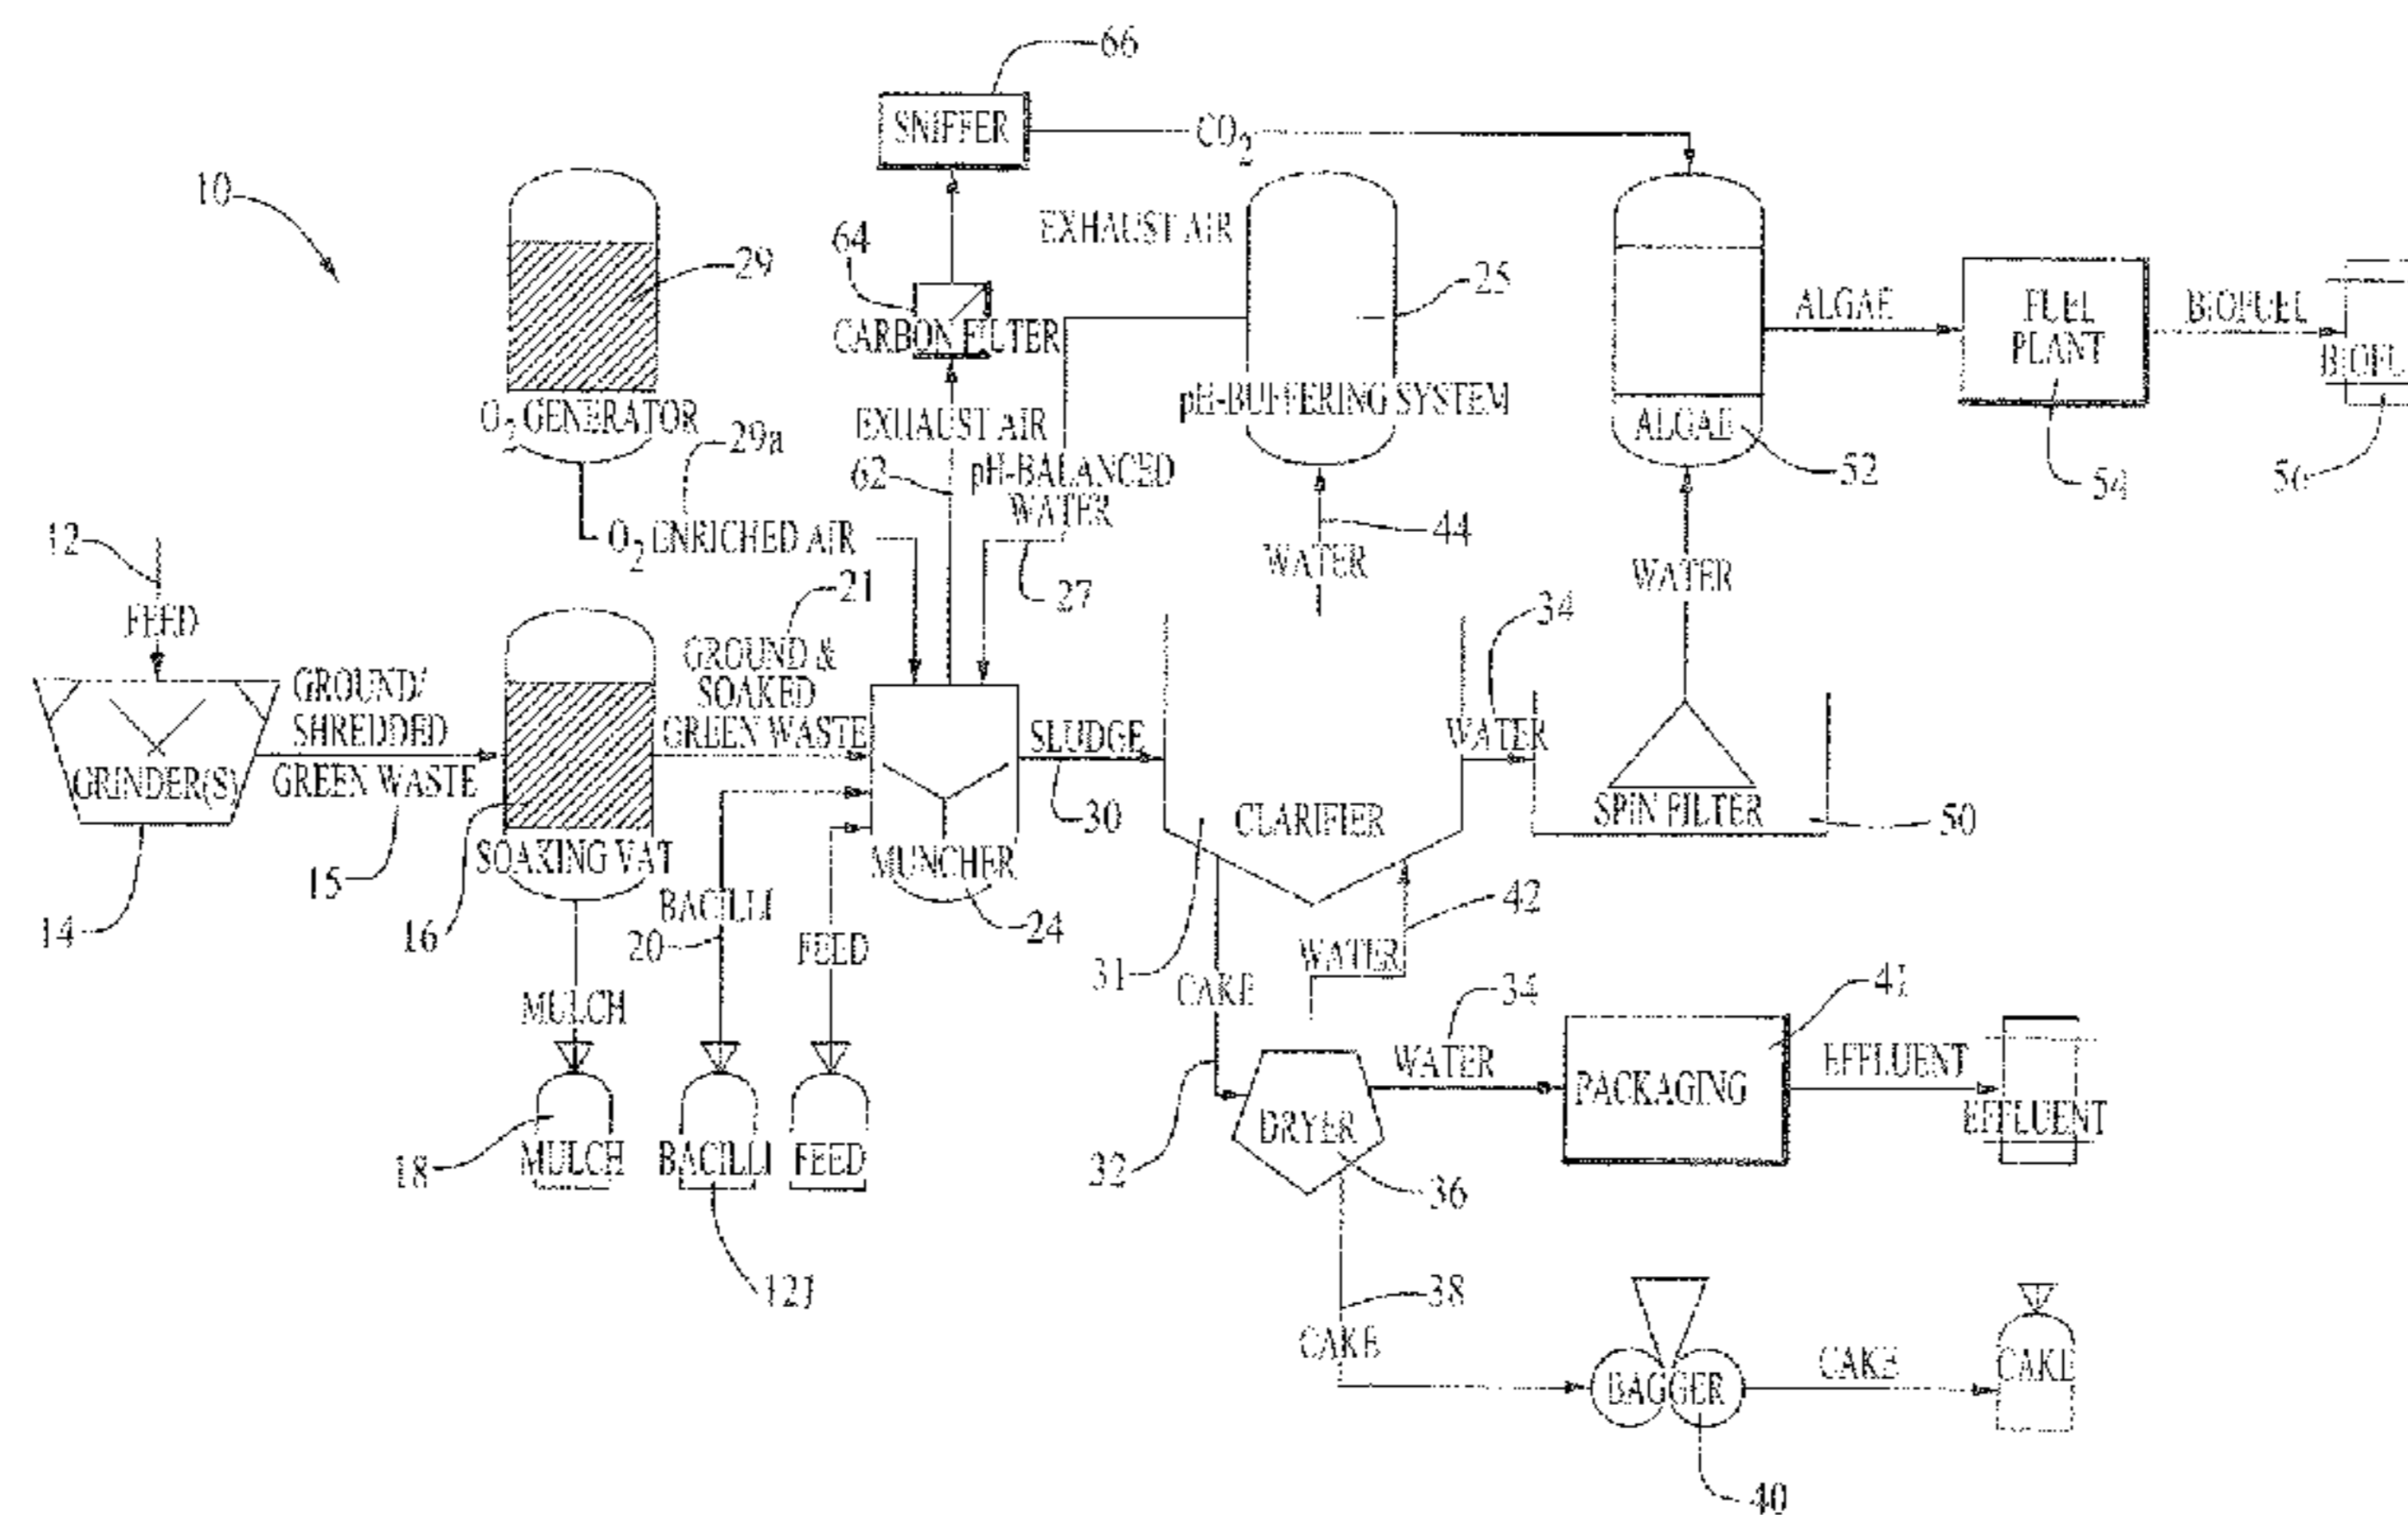 66
SNIFFER
CO2
10
29
64
EXHAUST AIR
25
CARBON FILTER
ALGAE
FUEL
PLANT
BIOFUEL
O2 GENERATOR
29a
EXHAUST AIR
62
pH-BUFFERING SYSTEM
ALGAE
52
54
56
pH-BALANCED
WATER
12
O2 ENRICHED AIR
44
WATER
27
WATER
FEED
21
34
GROUND/
SHREDDED
GREEN WASTE
GROUND &
SOAKED
GREEN WASTE
SLUDGE
30
WATER
GRINDER(S)
15
16
SOAKING VAT
MUNCHER
24
CLARIFIER
SPIN FILTER
50
14
BACILLI
20
FEED
31
42
WATER
CAKE
MULCH
34
WATER
41
PACKAGING
EFFLUENT
EFFLUENT
18
MULCH
BACILLI
FEED
32
DRYER
36
121
38
CAKE
BAGGER
CAKE
CAKE
40